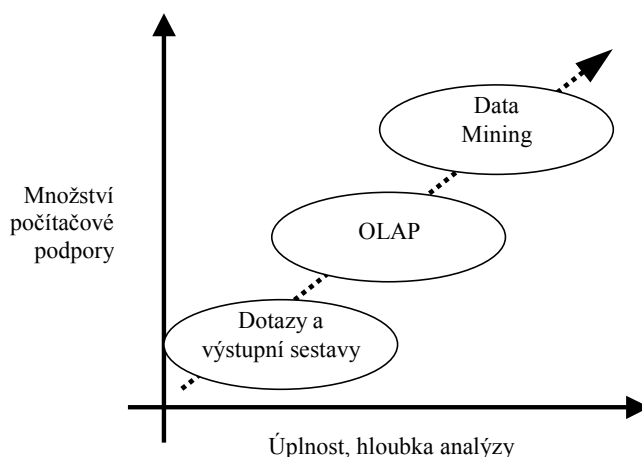 Data
Mining
Množství
počítačové
podpory
OLAP
Dotazy a
výstupní sestavy
Úplnost, hloubka analýzy